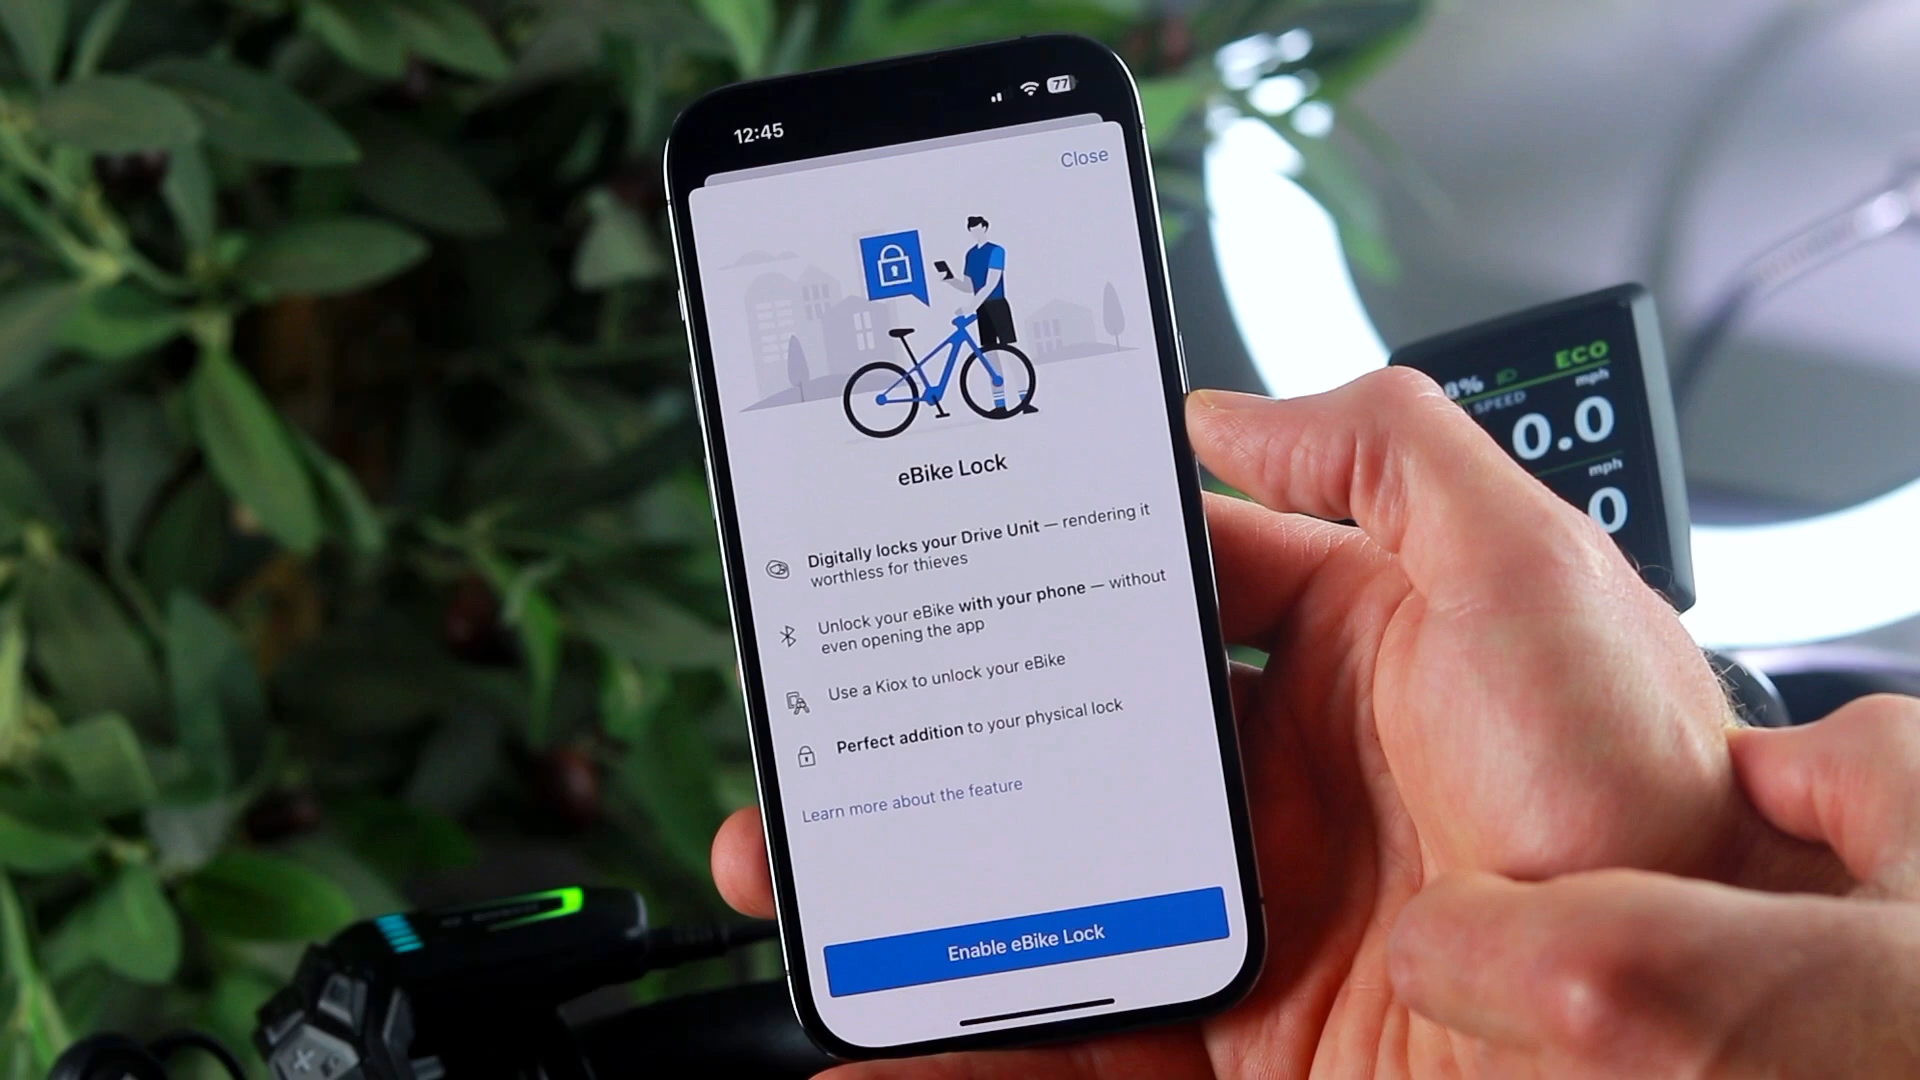 12:45
77
Close
eBike Lock
Digitally locks your Drive Unit — rendering it
worthless for thieves
Unlock your eBike with your phone — without
even opening the app
Use a Kiox to unlock your eBike
Perfect addition to your physical lock
Learn more about the feature
Enable eBike Lock
ECO
%
mph
SPEED
0.0
mph
0